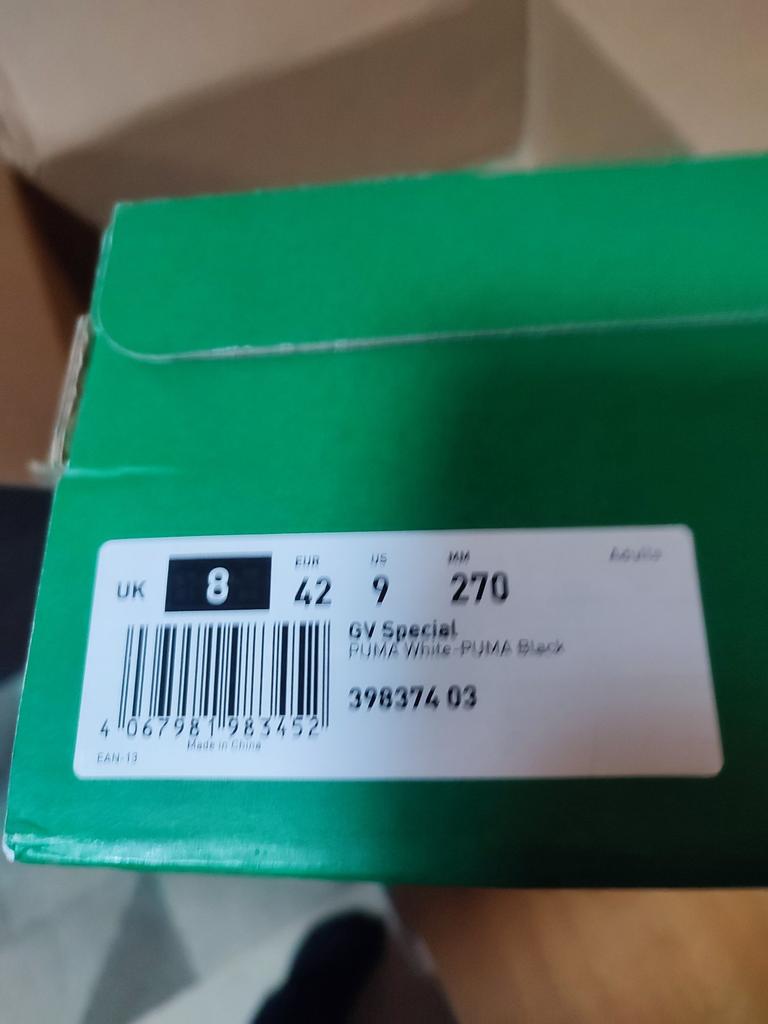 EUR US MM Adults
UK 8 42 9 270
GV Special
PUMA White-PUMA Black
398374 03
4 067981 983452
Made in China
EAN-13